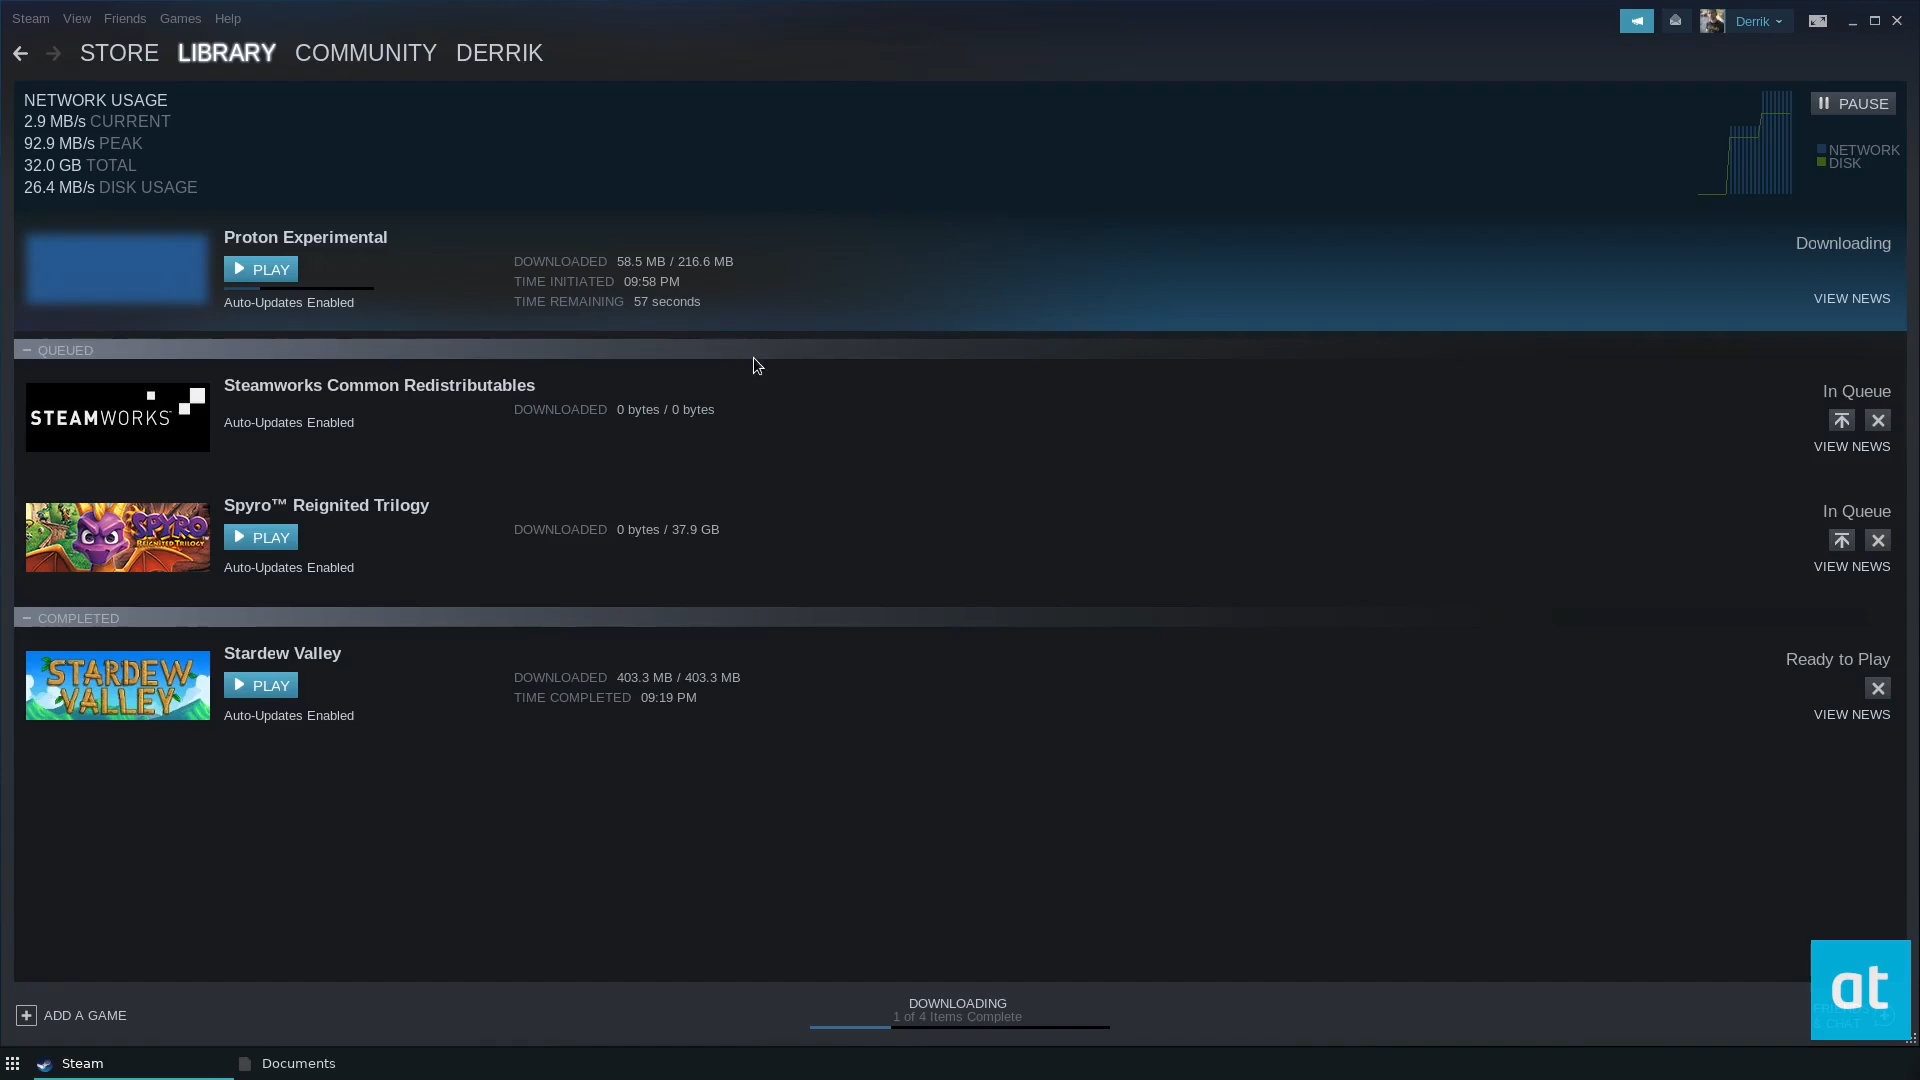 Steam View Friends Games Help
Derrik
STORE LIBRARY COMMUNITY DERRIK
NETWORK USAGE
2.9 MB/s CURRENT
92.9 MB/s PEAK
32.0 GB TOTAL
26.4 MB/s DISK USAGE
PAUSE
NETWORK
DISK
Proton Experimental
PLAY
Auto-Updates Enabled
DOWNLOADED 58.5 MB / 216.6 MB
TIME INITIATED 09:58 PM
TIME REMAINING 57 seconds
Downloading
VIEW NEWS
QUEUED
STEAMWORKS
Steamworks Common Redistributables
Auto-Updates Enabled
DOWNLOADED 0 bytes / 0 bytes
In Queue
VIEW NEWS
SPYRO
REIGNITED TRILOGY
Spyro™ Reignited Trilogy
PLAY
Auto-Updates Enabled
DOWNLOADED 0 bytes / 37.9 GB
In Queue
VIEW NEWS
COMPLETED
STARDEW
VALLEY
Stardew Valley
PLAY
Auto-Updates Enabled
DOWNLOADED 403.3 MB / 403.3 MB
TIME COMPLETED 09:19 PM
Ready to Play
VIEW NEWS
ADD A GAME
DOWNLOADING
1 of 4 Items Complete
at
& CHAT
Steam
Documents